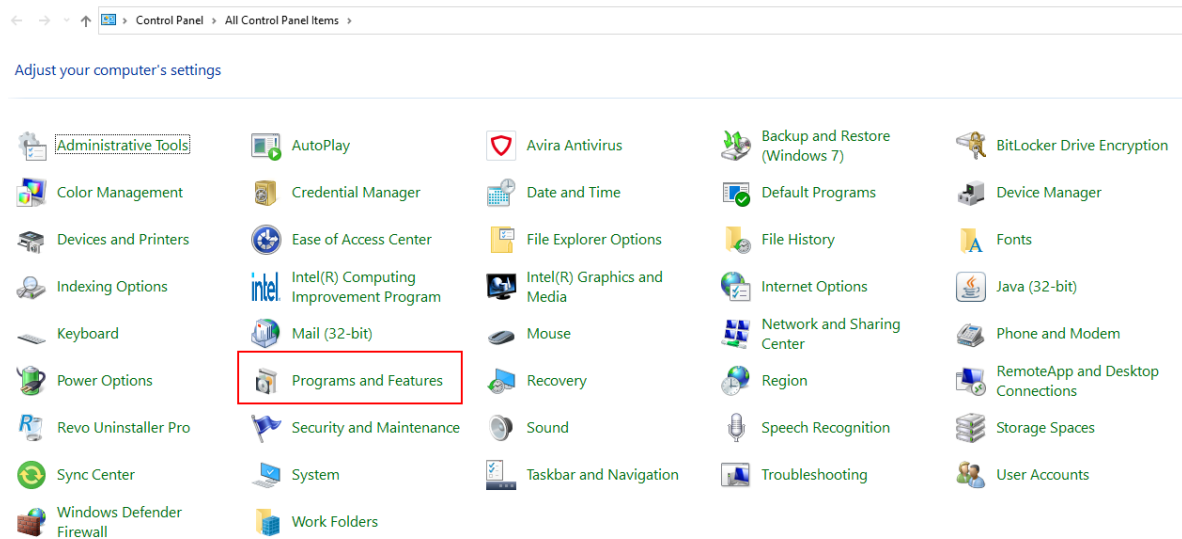 Control Panel > All Control Panel Items >
Adjust your computer's settings
Administrative Tools
AutoPlay
Avira Antivirus
Backup and Restore
(Windows 7)
BitLocker Drive Encryption
Color Management
Credential Manager
Date and Time
Default Programs
Device Manager
Devices and Printers
Ease of Access Center
File Explorer Options
File History
Fonts
Indexing Options
intel.
Intel(R) Computing
Improvement Program
Intel(R) Graphics and
Media
Internet Options
Java (32-bit)
Keyboard
Mail (32-bit)
Mouse
Network and Sharing
Center
Phone and Modem
Power Options
Programs and Features
Recovery
Region
RemoteApp and Desktop
Connections
Revo Uninstaller Pro
Security and Maintenance
Sound
Speech Recognition
Storage Spaces
Sync Center
System
Taskbar and Navigation
Troubleshooting
User Accounts
Windows Defender
Firewall
Work Folders